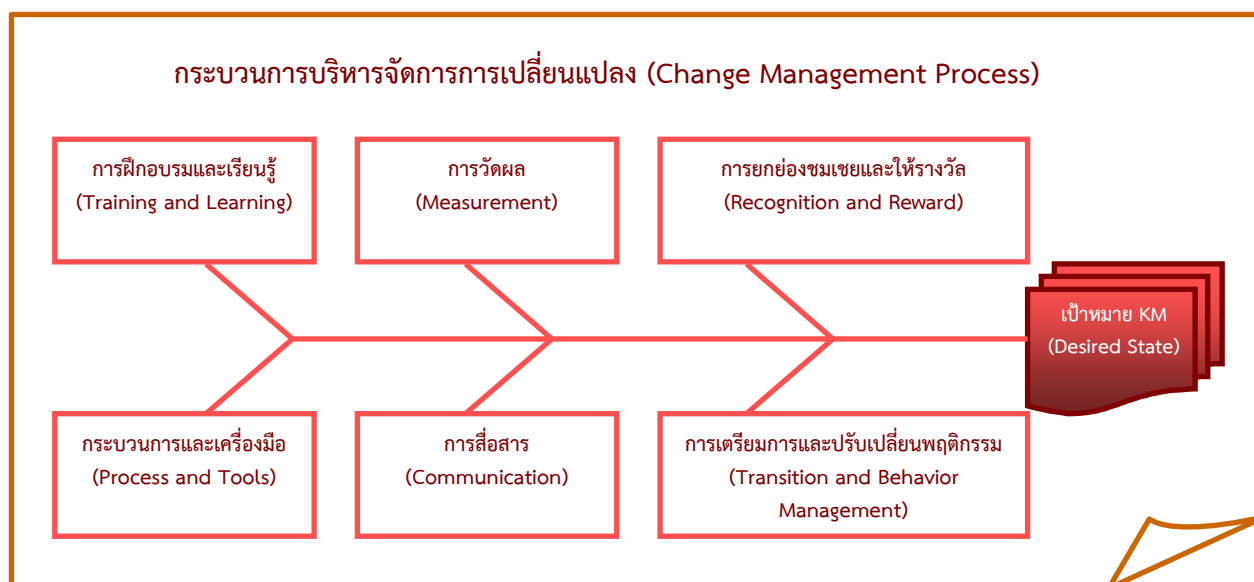 กระบวนการบริหารจัดการการเปลี่ยนแปลง (Change Management Process)
การฝึกอบรมและเรียนรู้
(Training and Learning)
การวัดผล
(Measurement)
การยกย่องชมเชยและให้รางวัล
(Recognition and Reward)
เป้าหมาย KM
(Desired State)
กระบวนการและเครื่องมือ
(Process and Tools)
การสื่อสาร
(Communication)
การเตรียมการและปรับเปลี่ยนพฤติกรรม
(Transition and Behavior
Management)